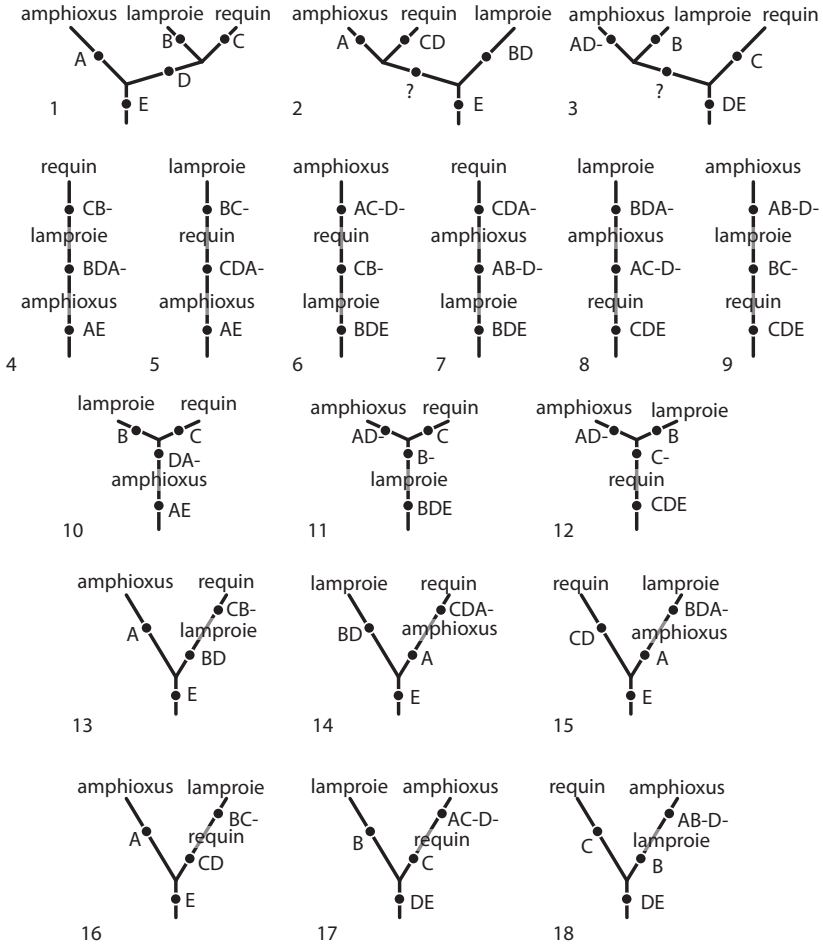 amphioxus lamproie requin
A B C D E
1
amphioxus requin lamproie
A CD BD ? E
2
amphioxus lamproie requin
AD- B C ? DE
3
requin
CB-
lamproie
BDA-
amphioxus
AE
4
lamproie
BC-
requin
CDA-
amphioxus
AE
5
amphioxus
AC-D-
requin
CB-
lamproie
BDE
6
requin
CDA-
amphioxus
AB-D-
lamproie
BDE
7
lamproie
BDA-
amphioxus
AC-D-
requin
CDE
8
amphioxus
AB-D-
lamproie
BC-
requin
CDE
9
lamproie requin
B C
DA-
amphioxus
AE
10
amphioxus requin
AD- C
B-
lamproie
BDE
11
amphioxus lamproie
AD- B
C-
requin
CDE
12
amphioxus requin
CB-
A lamproie
BD
E
13
lamproie requin
CDA-
BD amphioxus
A
E
14
requin lamproie
BDA-
CD amphioxus
A
E
15
amphioxus lamproie
BC-
A requin
CD
E
16
lamproie amphioxus
AC-D-
B requin
C
DE
17
requin amphioxus
AB-D-
C lamproie
B
DE
18